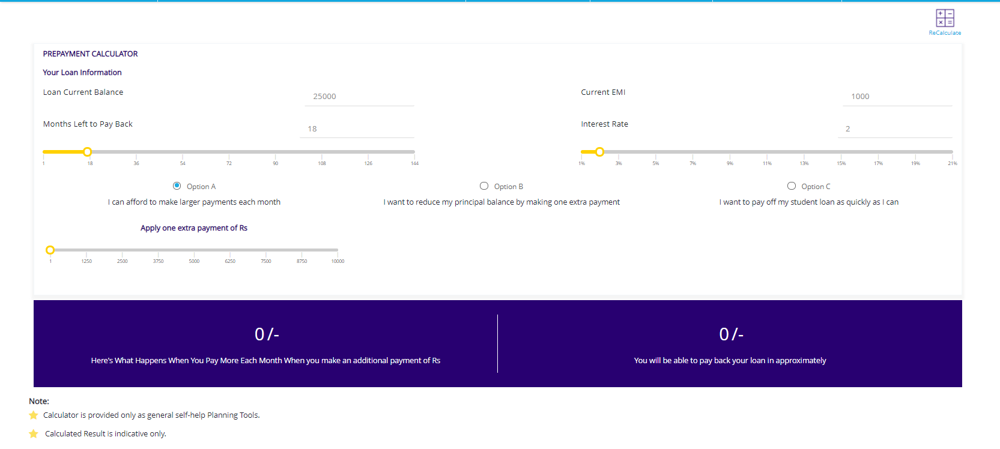 ReCalculate
PREPAYMENT CALCULATOR
Your Loan Information
Loan Current Balance 25000 Current EMI 1000
Months Left to Pay Back 18 Interest Rate 2
1 18 36 54 72 90 108 126 144 1% 3% 5% 7% 9% 11% 13% 15% 17% 19% 21%
Option A Option B Option C
I can afford to make larger payments each month I want to reduce my principal balance by making one extra payment I want to pay off my student loan as quickly as I can
Apply one extra payment of Rs
1 1250 2500 3750 5000 6250 7500 8750 10000
0 /- 0 /-
Here's What Happens When You Pay More Each Month When you make an additional payment of Rs You will be able to pay back your loan in approximately
Note:
Calculator is provided only as general self-help Planning Tools.
Calculated Result is indicative only.